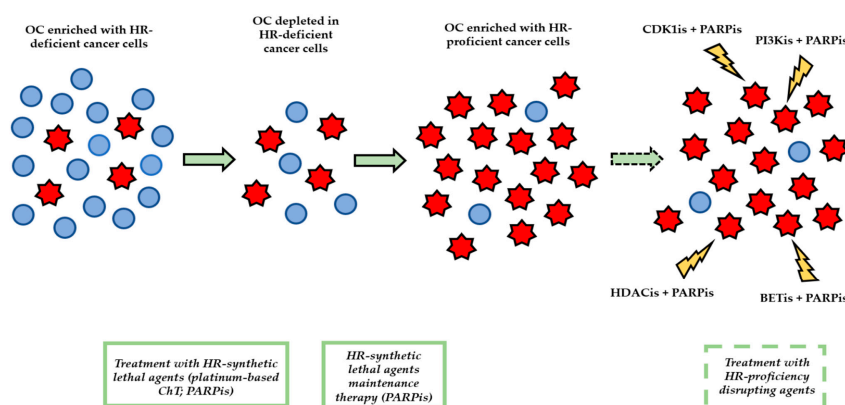 OC enriched with HR-
deficient cancer cells
OC depleted in
HR-deficient
cancer cells
OC enriched with HR-
proficient cancer cells
CDK1is + PARPis
PI3Kis + PARPis
HDACis + PARPis
BETis + PARPis
Treatment with HR-synthetic
lethal agents (platinum-based
ChT; PARPis)
HR-synthetic
lethal agents
maintenance
therapy (PARPis)
Treatment with
HR-proficiency
disrupting agents